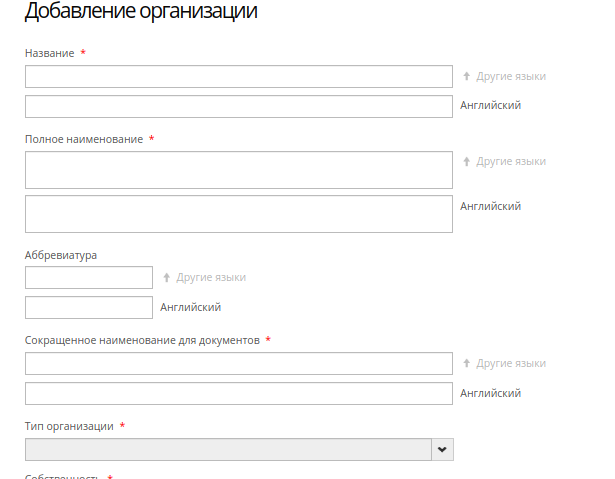 Добавление организации
Название *
Другие языки
Английский
Полное наименование *
Другие языки
Английский
Аббревиатура
Другие языки
Английский
Сокращенное наименование для документов *
Другие языки
Английский
Тип организации *
Собственность *